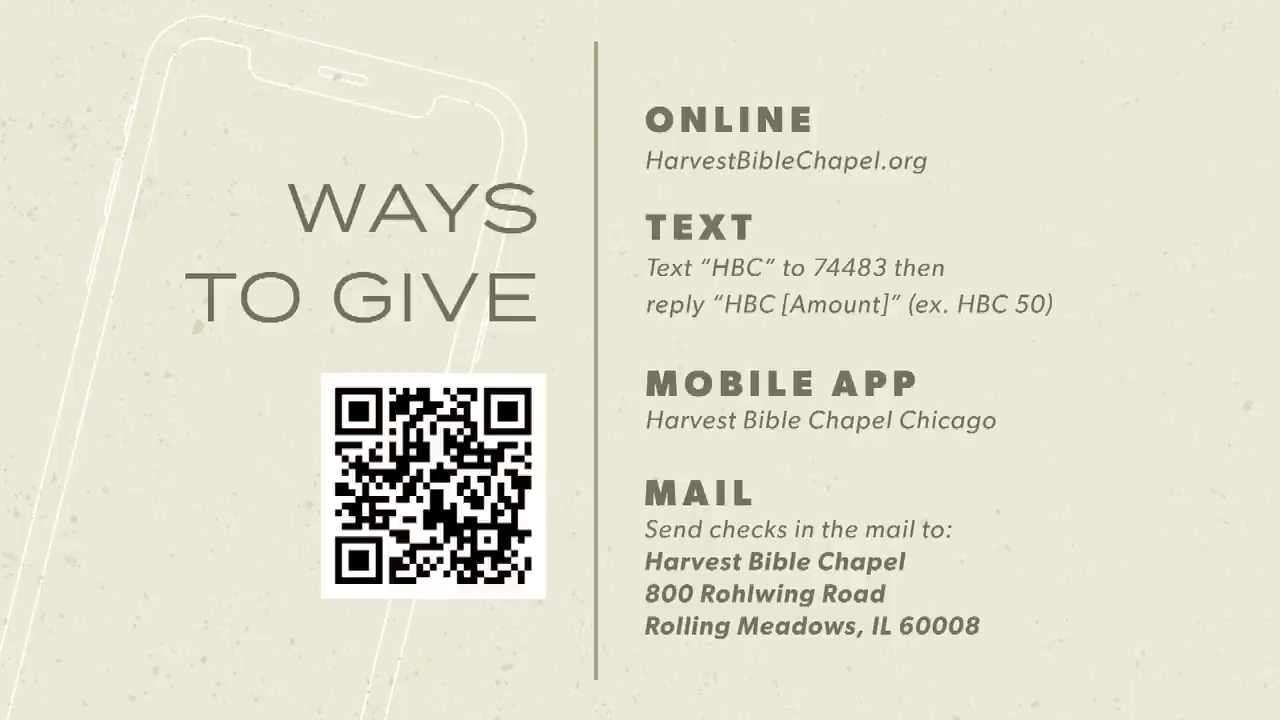 WAYS
TO GIVE
ONLINE
HarvestBibleChapel.org
TEXT
Text “HBC” to 74483 then
reply “HBC [Amount]” (ex. HBC 50)
MOBILE APP
Harvest Bible Chapel Chicago
MAIL
Send checks in the mail to:
Harvest Bible Chapel
800 Rohlwing Road
Rolling Meadows, IL 60008